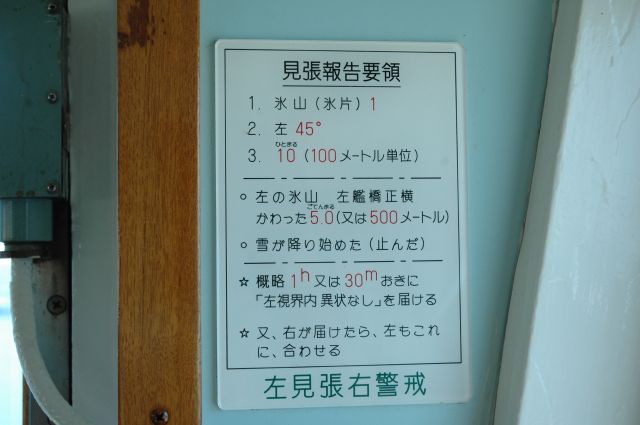 見張報告要領
1. 氷山（氷片）1
2. 左 45°
ひとまる
3. 10（100メートル単位）
○ 左の氷山 左艦橋正横
ごてんまる
かわった5.0（又は500メートル）
○ 雪が降り始めた（止んだ）
☆ 概略 1h又は30mおきに
「左視界内異状なし」を届ける
☆ 又、右が届けたら、左もこれ
に、合わせる
左見張右警戒